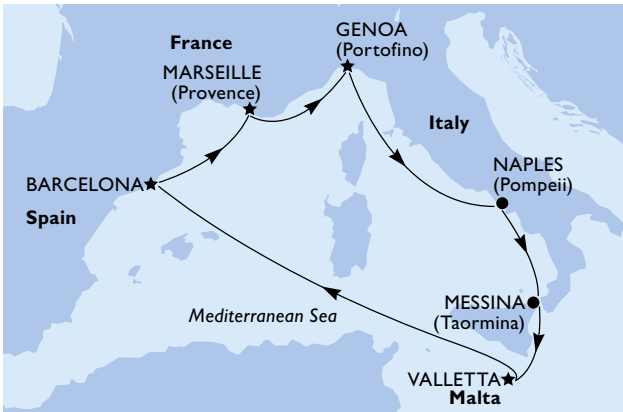 GENOA
(Portofino)
France
MARSEILLE
(Provence)
Italy
NAPLES
(Pompeii)
BARCELONA
Spain
MESSINA
(Taormina)
Mediterranean Sea
VALLETTA
Malta